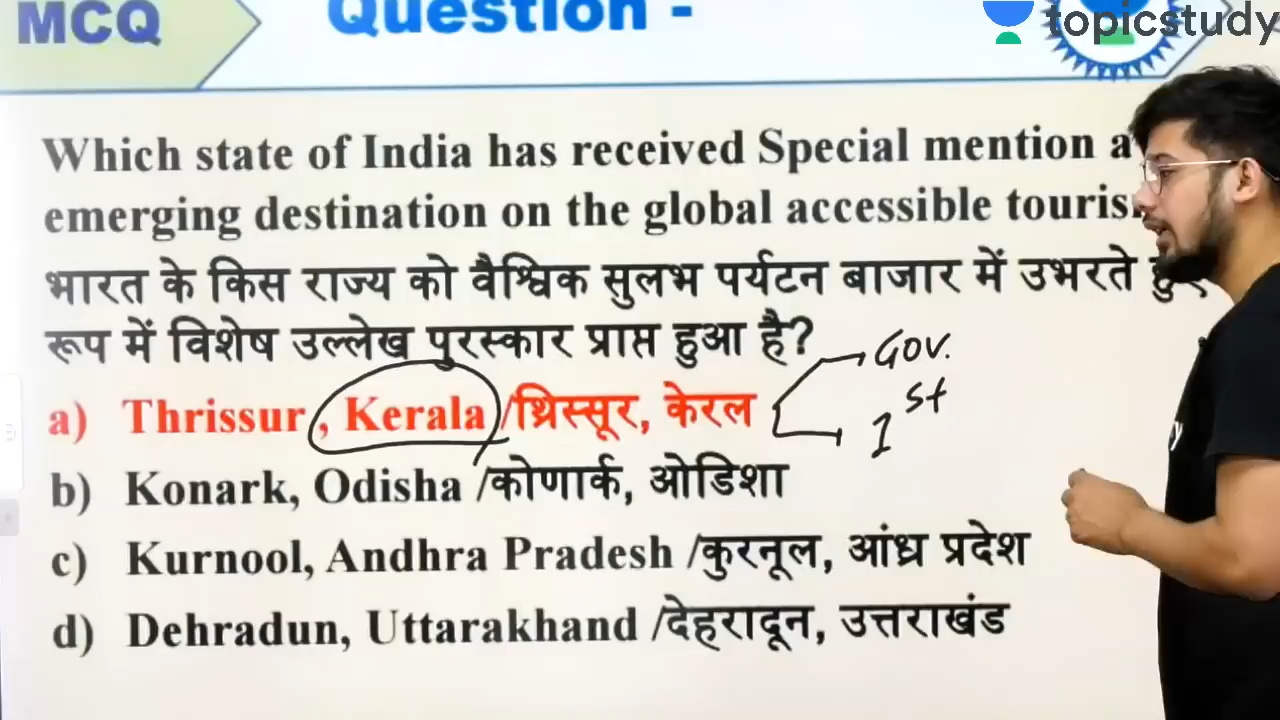 MCQ
Question -
topicstudy
Which state of India has received Special mention
emerging destination on the global accessible
भारत के किस राज्य को वैश्विक सुलभ पर्यटन बाजार में उभरते
रूप में विशेष उल्लेख पुरस्कार प्राप्त हुआ है?
Gov.
a) Thrissur, Kerala /थ्रिस्सूर, केरल
1st
b) Konark, Odisha /कोणार्क, ओडिशा
c) Kurnool, Andhra Pradesh /कुरनूल, आंध्र प्रदेश
d) Dehradun, Uttarakhand /देहरादून, उत्तराखंड